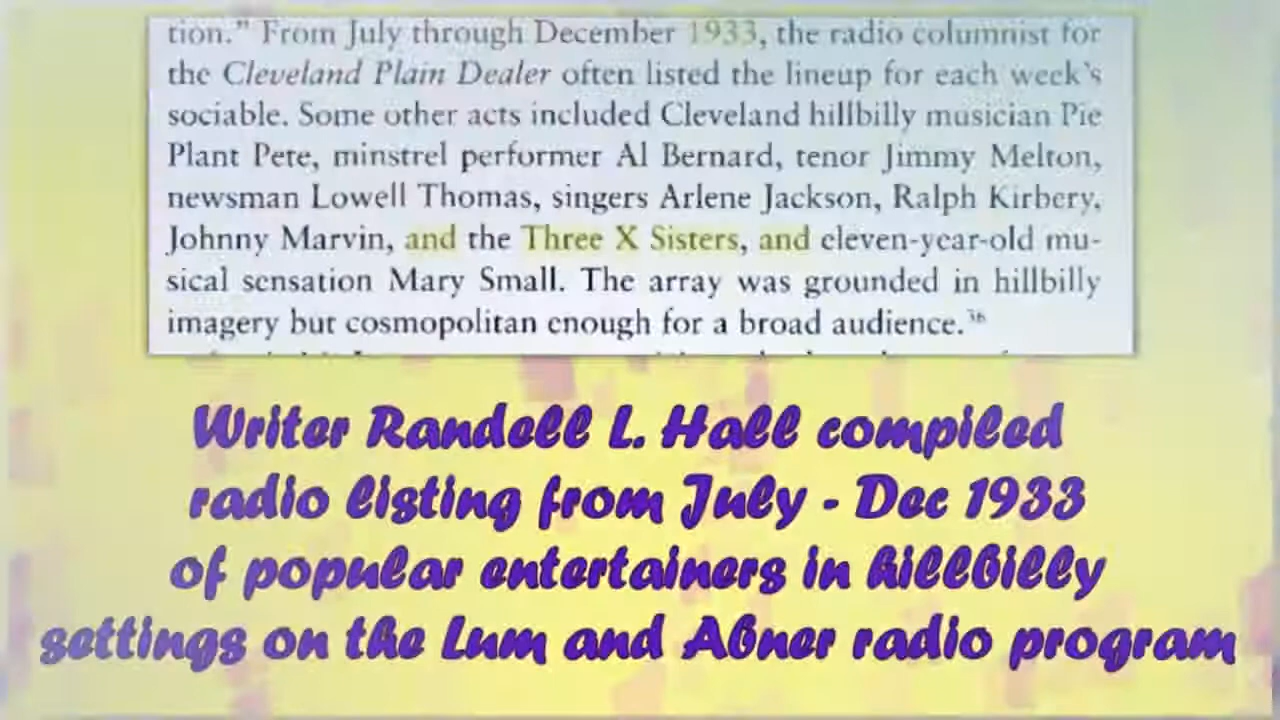 tion.” From July through December 1933, the radio columnist for
the Cleveland Plain Dealer often listed the lineup for each week's
sociable. Some other acts included Cleveland hillbilly musician Pie
Plant Pete, minstrel performer Al Bernard, tenor Jimmy Melton,
newsman Lowell Thomas, singers Arlene Jackson, Ralph Kirbery,
Johnny Marvin, and the Three X Sisters, and eleven-year-old mu-
sical sensation Mary Small. The array was grounded in hillbilly
imagery but cosmopolitan enough for a broad audience.36
Writer Randell L. Hall compiled
radio listing from July - Dec 1933
of popular entertainers in hillbilly
settings on the Lum and Abner radio program